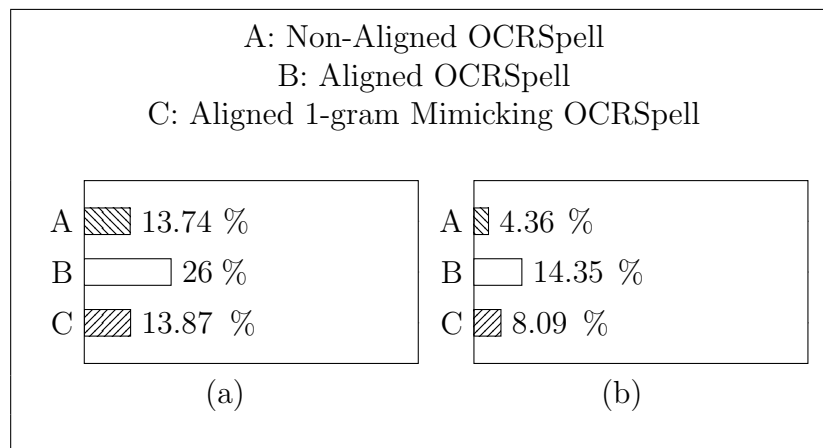 A: Non-Aligned OCRSpell
B: Aligned OCRSpell
C: Aligned 1-gram Mimicking OCRSpell
A 13.74 %
B 26 %
C 13.87 %
(a)
A 4.36 %
B 14.35 %
C 8.09 %
(b)